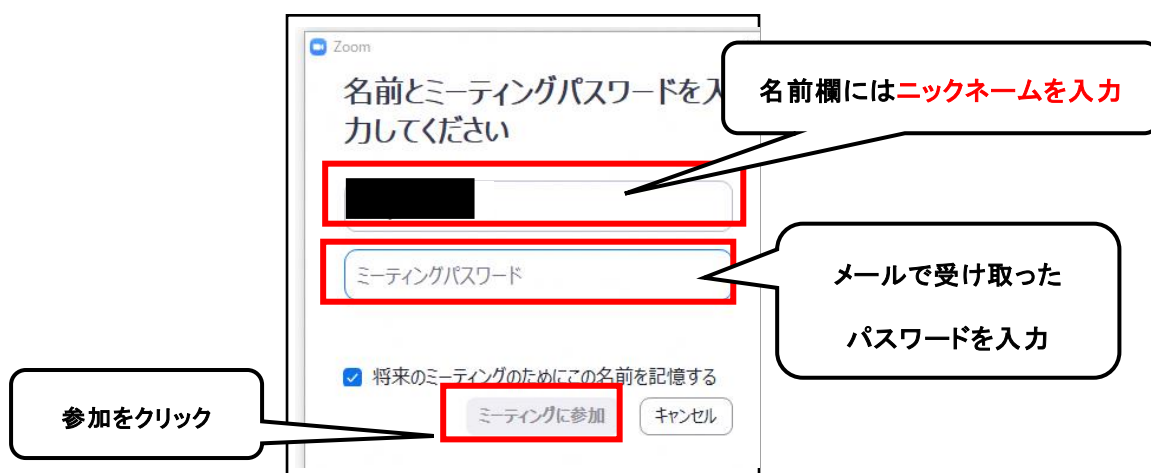 Zoom
名前とミーティングパスワードを入
力してください
名前欄にはニックネームを入力
ミーティングパスワード
メールで受け取った
パスワードを入力
将来のミーティングのためにこの名前を記憶する
ミーティングに参加
キャンセル
参加をクリック